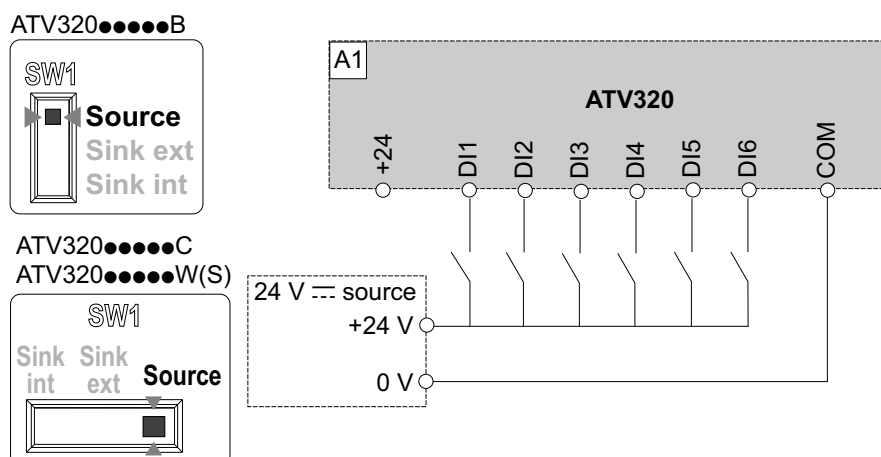 ATV320●●●●●B
SW1
Source
Sink ext
Sink int
ATV320●●●●●C
ATV320●●●●●W(S)
SW1
Sink int
Sink ext
Source
A1
ATV320
+24
DI1
DI2
DI3
DI4
DI5
DI6
COM
24 V ⎓ source
+24 V
0 V